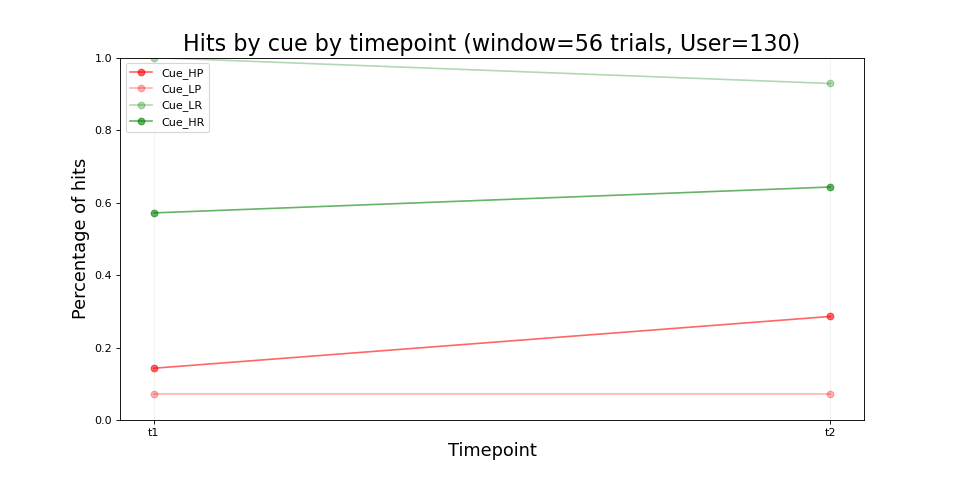 Hits by cue by timepoint (window=56 trials, User=130)
Percentage of hits
1.0
0.8
0.6
0.4
0.2
0.0
Cue_HP
Cue_LP
Cue_LR
Cue_HR
t1
t2
Timepoint